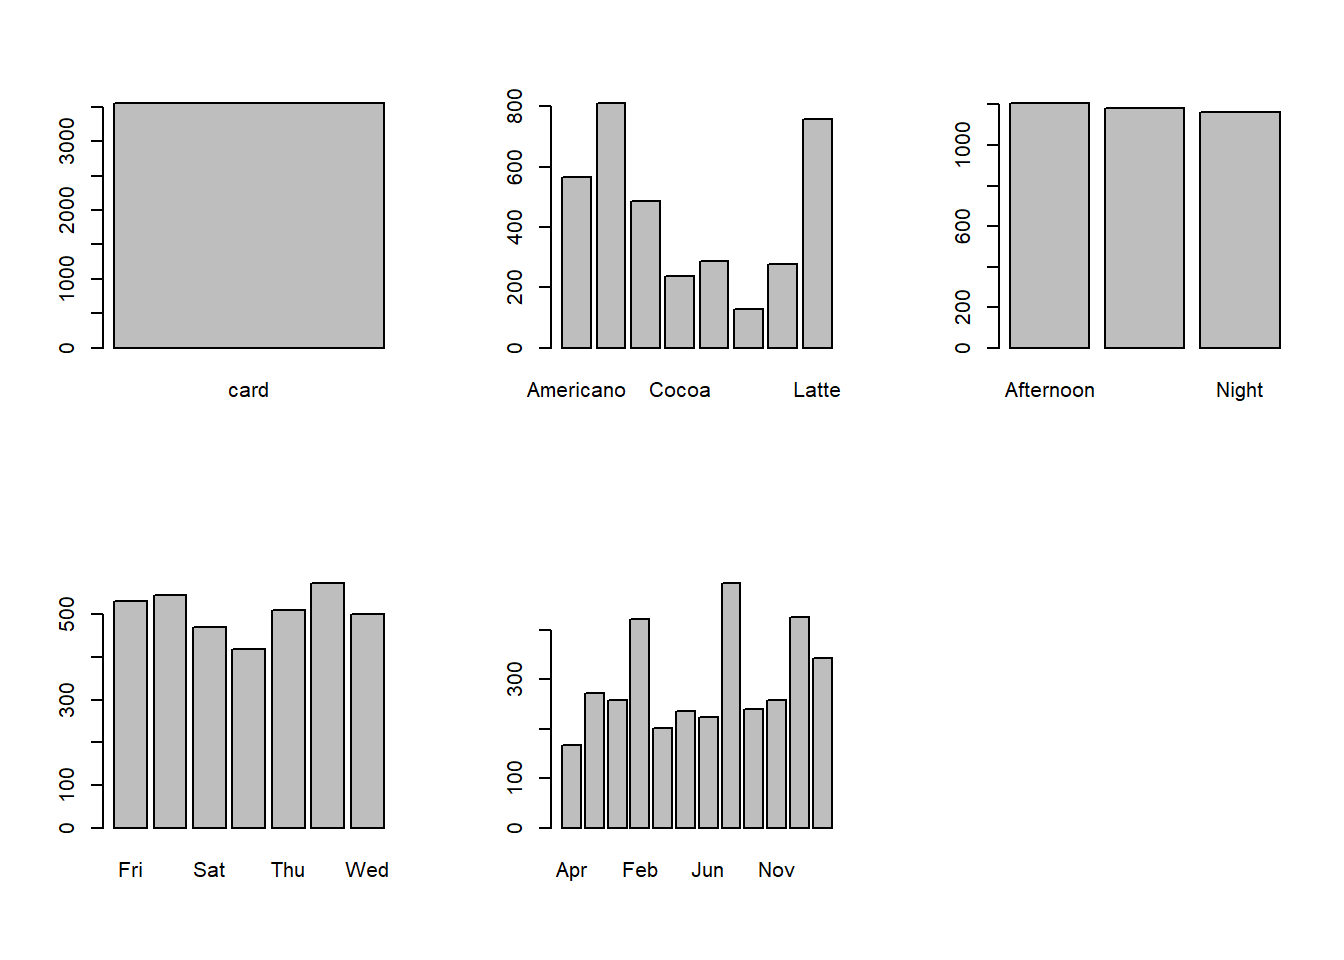 0 1000 2000 3000
card
0 200 400 600 800
Americano Cocoa Latte
0 200 600 1000
Afternoon Night
0 100 300 500
Fri Sat Thu Wed
0 100 300
Apr Feb Jun Nov